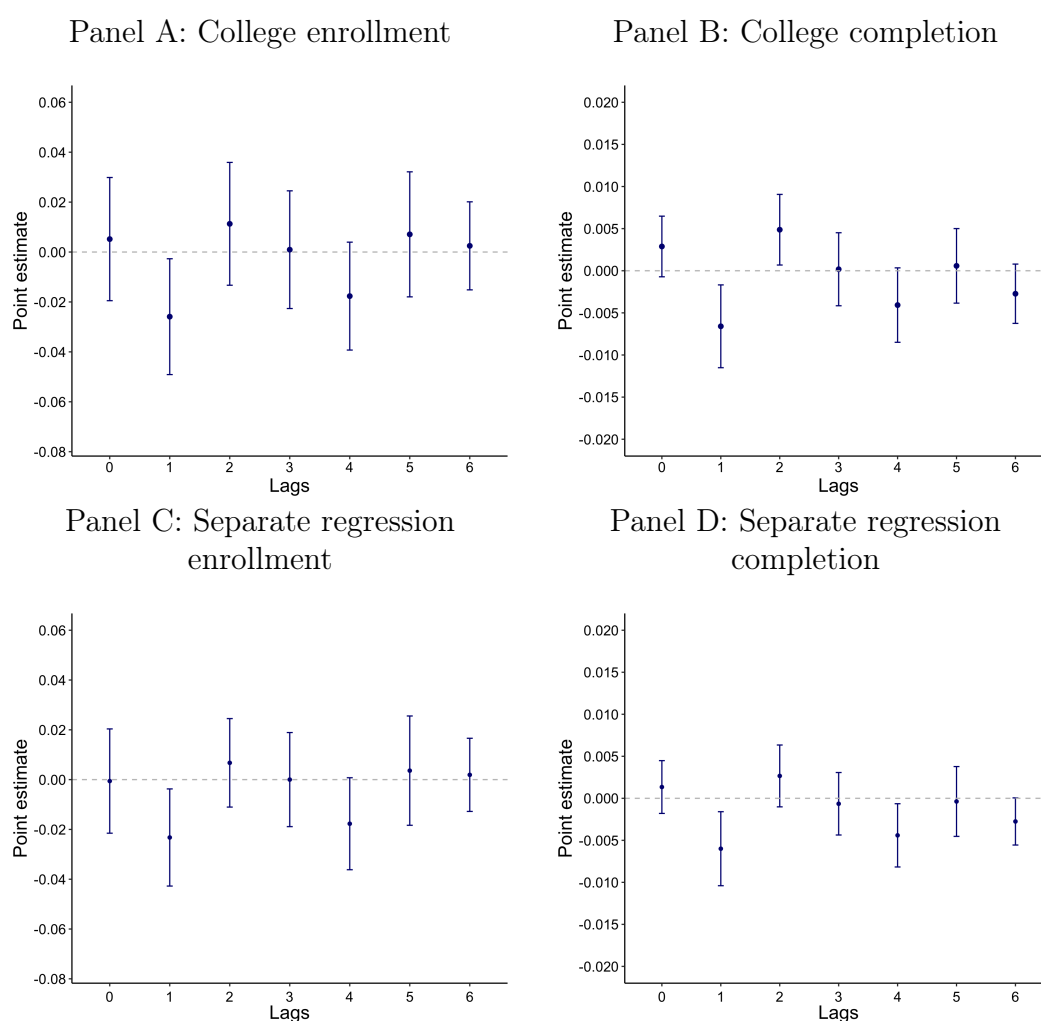 Panel A: College enrollment
Point estimate
0.06
0.04
0.02
0.00
-0.02
-0.04
-0.06
-0.08
0 1 2 3 4 5 6
Lags
Panel B: College completion
Point estimate
0.020
0.015
0.010
0.005
0.000
-0.005
-0.010
-0.015
-0.020
0 1 2 3 4 5 6
Lags
Panel C: Separate regression
enrollment
Point estimate
0.06
0.04
0.02
0.00
-0.02
-0.04
-0.06
-0.08
0 1 2 3 4 5 6
Lags
Panel D: Separate regression
completion
Point estimate
0.020
0.015
0.010
0.005
0.000
-0.005
-0.010
-0.015
-0.020
0 1 2 3 4 5 6
Lags